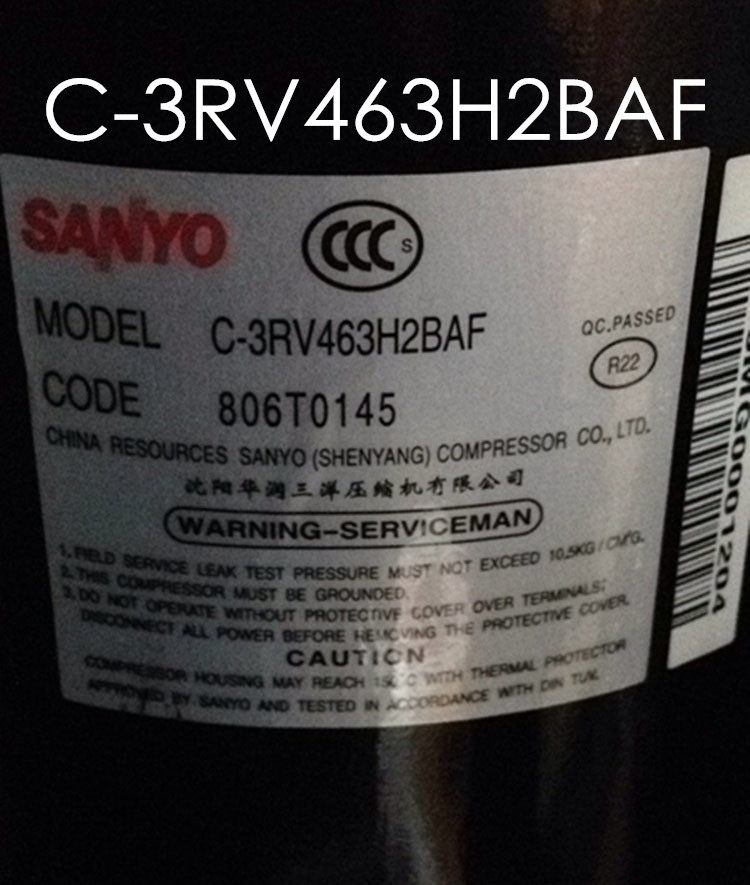 C-3RV463H2BAF
SANYO
CCC S
MODEL C-3RV463H2BAF
QC.PASSED
R22
CODE 806T0145
CHINA RESOURCES SANYO (SHENYANG) COMPRESSOR CO., LTD.
沈阳华润三洋压缩机有限公司
WARNING-SERVICEMAN
1. FIELD SERVICE LEAK TEST PRESSURE MUST NOT EXCEED 10.5KG/CM²G.
2. THIS COMPRESSOR MUST BE GROUNDED.
3. DO NOT OPERATE WITHOUT PROTECTIVE COVER OVER TERMINALS;
DISCONNECT ALL POWER BEFORE REMOVING THE PROTECTIVE COVER.
CAUTION
COMPRESSOR HOUSING MAY REACH 150°C WITH THERMAL PROTECTOR
APPROVED BY SANYO AND TESTED IN ACCORDANCE WITH DIN TUV.
MG0001204